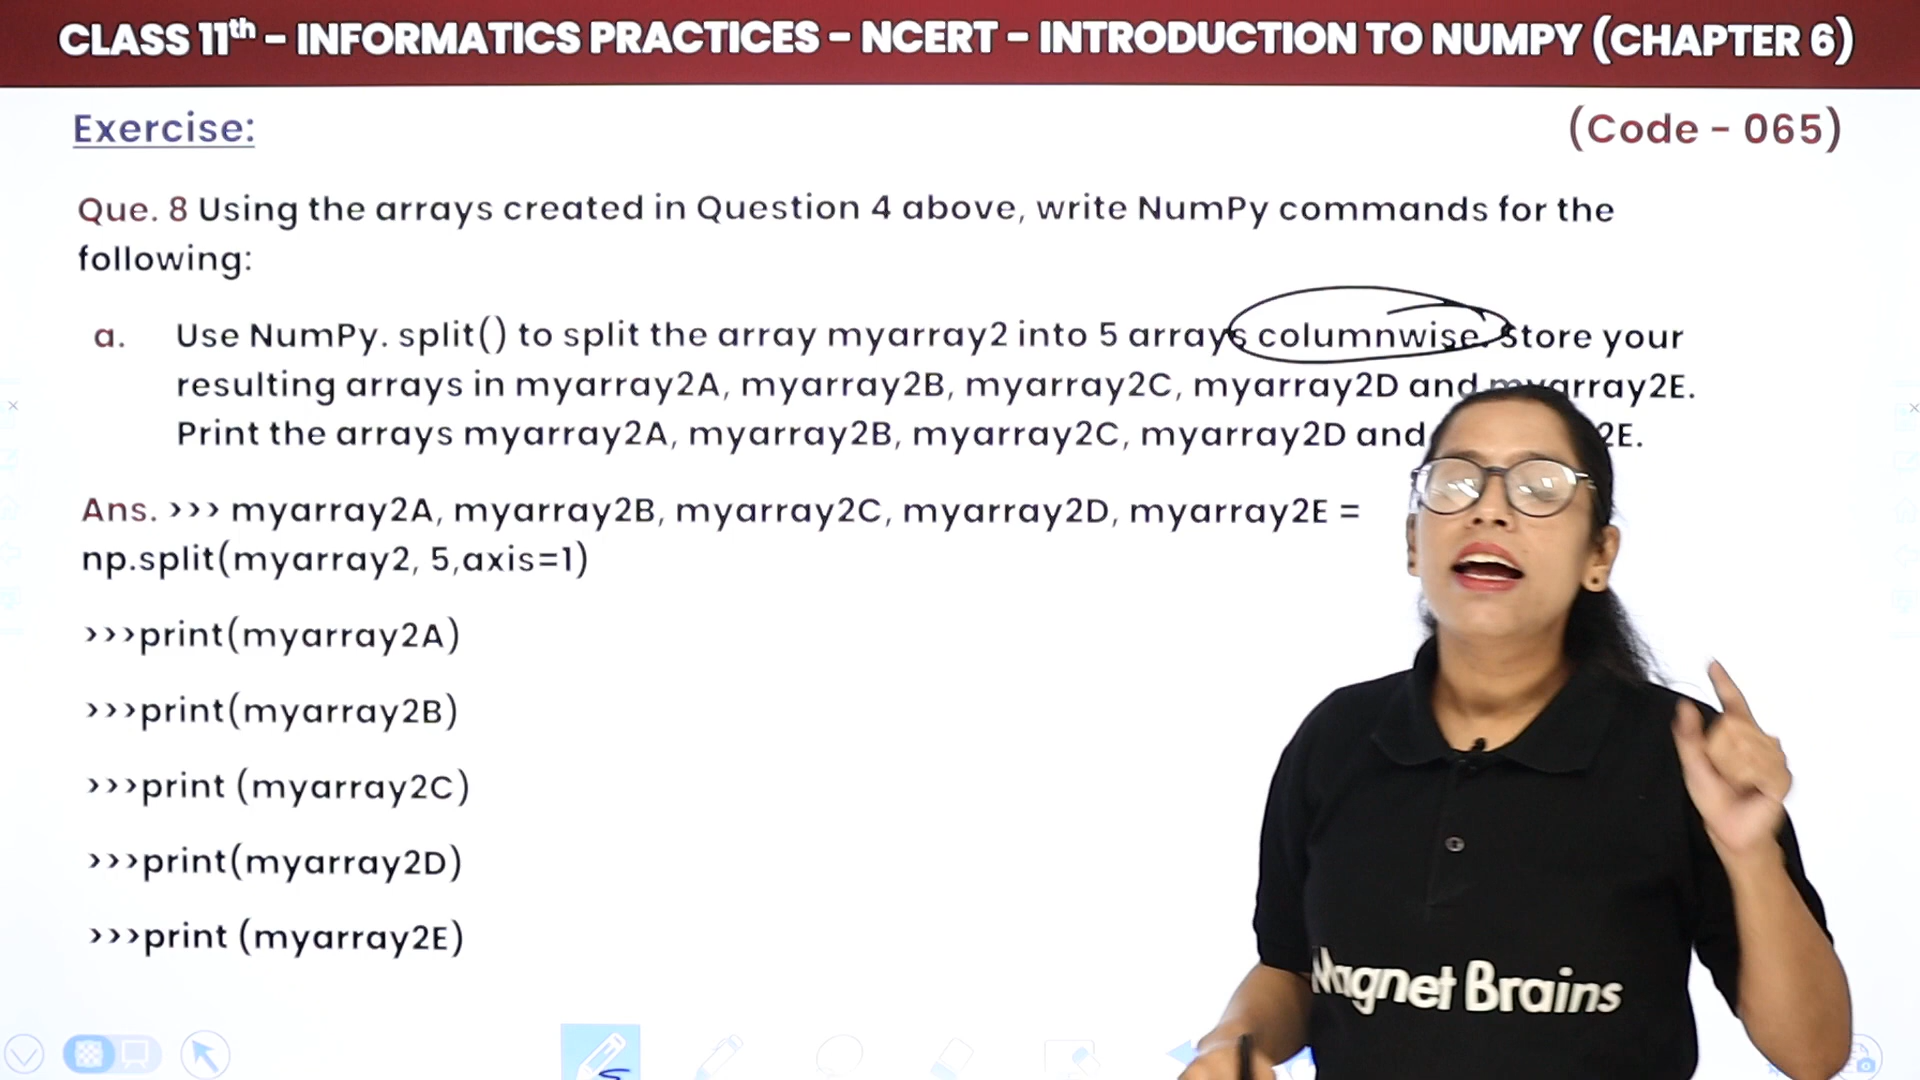 CLASS 11th - INFORMATICS PRACTICES - NCERT - INTRODUCTION TO NUMPY (CHAPTER 6)
Exercise:
(Code - 065)
Que. 8 Using the arrays created in Question 4 above, write NumPy commands for the
following:
a. Use NumPy. split() to split the array myarray2 into 5 arrays columnwise. Store your
resulting arrays in myarray2A, myarray2B, myarray2C, myarray2D and myarray2E.
Print the arrays myarray2A, myarray2B, myarray2C, myarray2D and 2E.
Ans. >>> myarray2A, myarray2B, myarray2C, myarray2D, myarray2E =
np.split(myarray2, 5,axis=1)
>>>print(myarray2A)
>>>print(myarray2B)
>>>print (myarray2C)
>>>print(myarray2D)
>>>print (myarray2E)
Magnet Brains